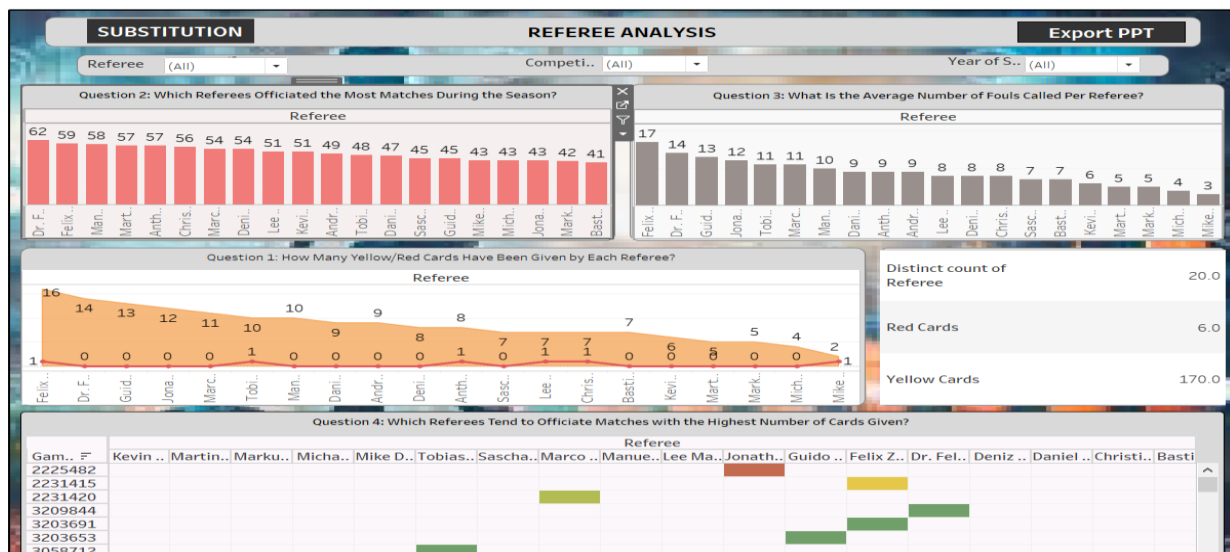 SUBSTITUTION REFEREE ANALYSIS Export PPT
Referee (All) Competi.. (All) Year of S.. (All)
Question 2: Which Referees Officiated the Most Matches During the Season?
Referee
62 59 58 57 57 56 54 54 51 51 49 48 47 45 45 43 43 43 42 41
Dr. F.. Felix .. Man.. Mart.. Anth.. Chris.. Marc.. Deni.. Lee .. Kevi.. Andr.. Tobi.. Dani.. Sasc.. Guid.. Mike.. Mich.. Jona.. Mark.. Bast..
Question 3: What Is the Average Number of Fouls Called Per Referee?
Referee
17 14 13 12 11 11 10 9 9 9 8 8 8 7 7 6 5 5 4 3
Felix .. Dr. F.. Guid.. Jona.. Tobi.. Marc.. Man.. Dani.. Anth.. Andr.. Lee .. Deni.. Chris.. Sasc.. Bast.. Kevi.. Mart.. Mark.. Mich.. Mike..
Question 1: How Many Yellow/Red Cards Have Been Given by Each Referee?
Referee
16 14 13 12 11 10 10 9 9 8 8 7 7 7 7 6 5 5 4 2
1 0 0 0 0 1 0 0 0 0 1 0 1 1 0 0 0 0 0 1
Felix .. Dr. F.. Guid.. Jona.. Marc.. Tobi.. Man.. Dani.. Andr.. Deni.. Anth.. Sasc.. Lee .. Chris.. Basti.. Kevi.. Mart.. Mark.. Mich.. Mike ..
Distinct count of
Referee 20.0
Red Cards 6.0
Yellow Cards 170.0
Question 4: Which Referees Tend to Officiate Matches with the Highest Number of Cards Given?
Referee
Gam.. Kevin .. Martin.. Marku.. Micha.. Mike D.. Tobias.. Sascha.. Marco .. Manue.. Lee Ma.. Jonath.. Guido .. Felix Z.. Dr. Fel.. Deniz .. Daniel .. Christi.. Basti
2225482
2231415
2231420
3209844
3203691
3203653
3058712